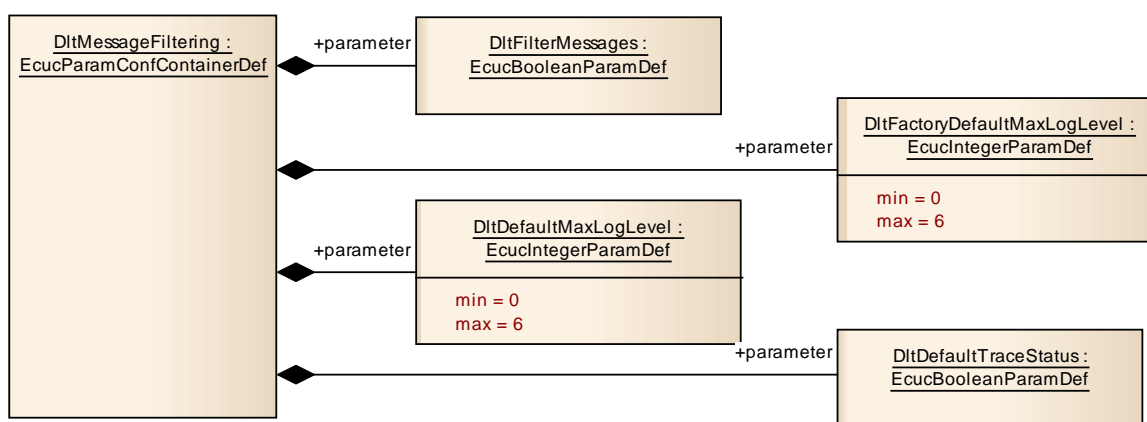 DltMessageFiltering :
EcucParamConfContainerDef
+parameter
DltFilterMessages :
EcucBooleanParamDef
+parameter
DltFactoryDefaultMaxLogLevel :
EcucIntegerParamDef
min = 0
max = 6
+parameter
DltDefaultMaxLogLevel :
EcucIntegerParamDef
min = 0
max = 6
+parameter
DltDefaultTraceStatus :
EcucBooleanParamDef